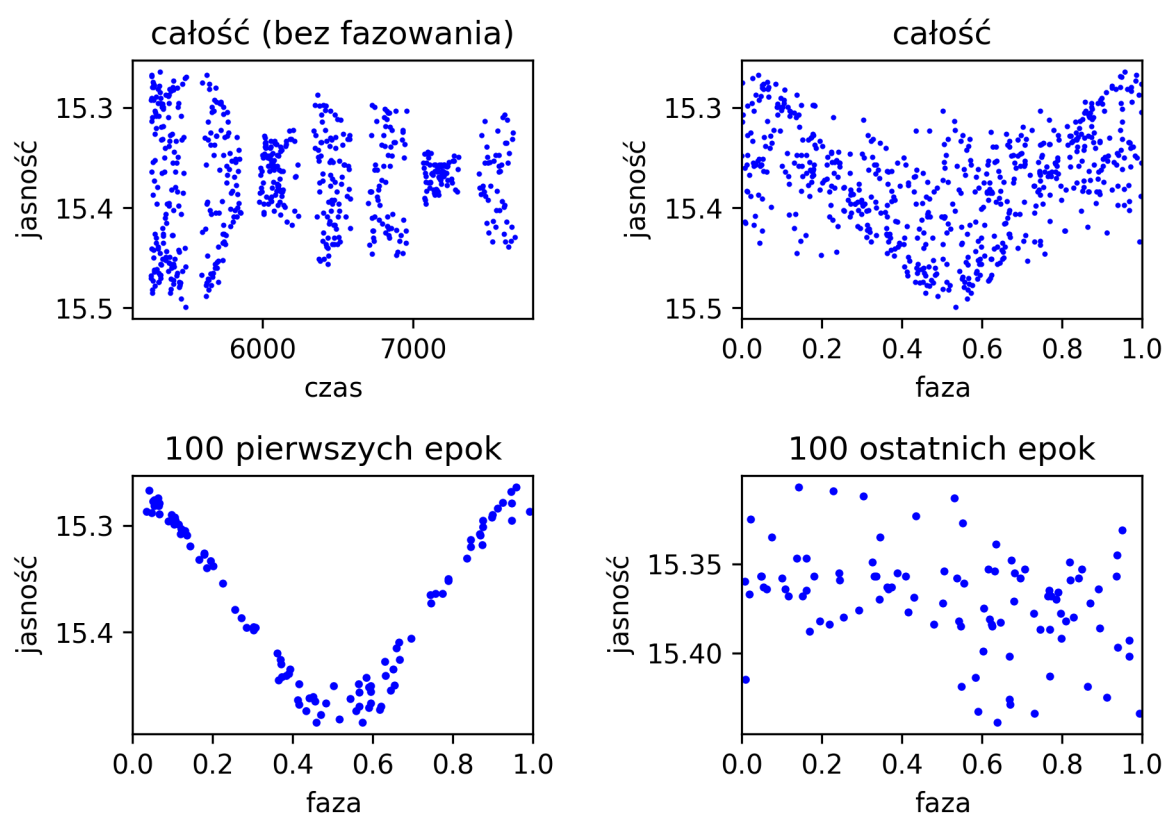 całość (bez fazowania)
jasność
15.3
15.4
15.5
6000 7000
czas
całość
jasność
15.3
15.4
15.5
0.0 0.2 0.4 0.6 0.8 1.0
faza
100 pierwszych epok
jasność
15.3
15.4
0.0 0.2 0.4 0.6 0.8 1.0
faza
100 ostatnich epok
jasność
15.35
15.40
0.0 0.2 0.4 0.6 0.8 1.0
faza